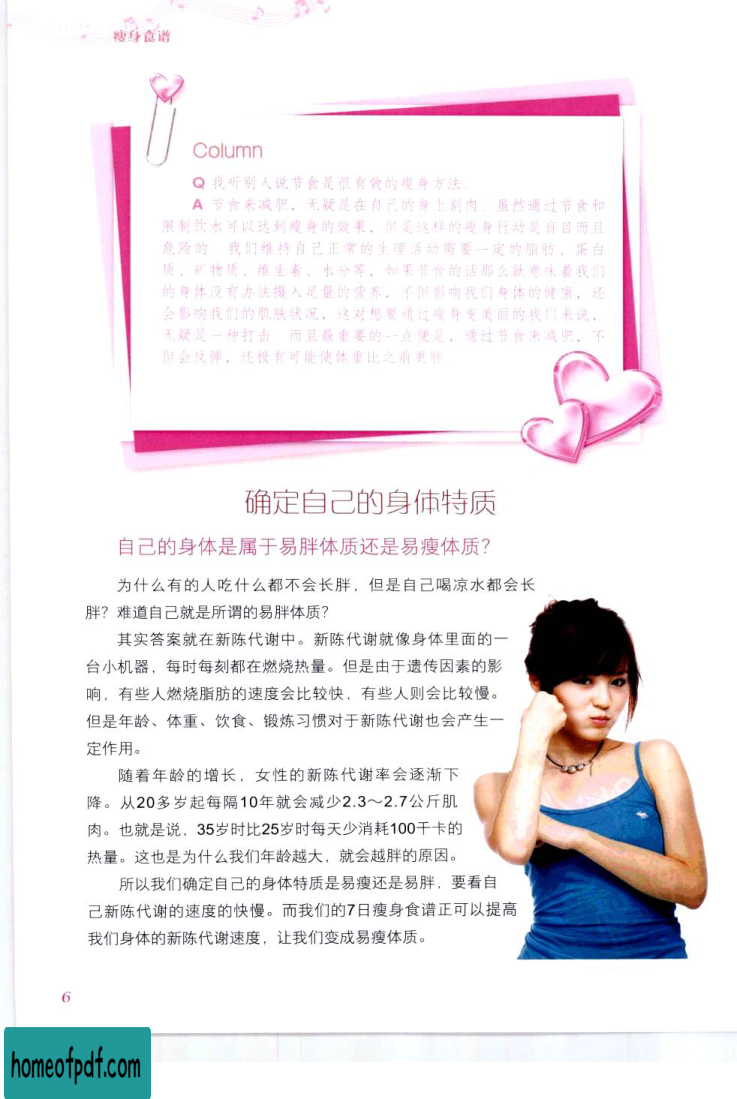 瘦身食谱
Column
Q 我听别人说节食是很有效的瘦身方法。
A 节食来减肥，无疑是在自己的身上割肉。虽然通过节食和
限制饮水可以达到瘦身的效果，但是这样的瘦身行动是盲目而且
危险的。我们维持自己正常的生理活动需要一定的脂肪、蛋白
质、矿物质、维生素、水分等，如果节食的话那么就意味着我们
的身体没有办法摄入足量的营养，不但影响我们身体的健康，还
会影响我们的肌肤状况，这对想要通过瘦身变美丽的我们来说，
无疑是一种打击。而且最重要的一点便是，通过节食来减肥，不
但会反弹，还极有可能使体重比之前更胖
确定自己的身体特质
自己的身体是属于易胖体质还是易瘦体质？
为什么有的人吃什么都不会长胖，但是自己喝凉水都会长
胖？难道自己就是所谓的易胖体质？
其实答案就在新陈代谢中。新陈代谢就像身体里面的一
台小机器，每时每刻都在燃烧热量。但是由于遗传因素的影
响，有些人燃烧脂肪的速度会比较快，有些人则会比较慢。
但是年龄、体重、饮食、锻炼习惯对于新陈代谢也会产生一
定作用。
随着年龄的增长，女性的新陈代谢率会逐渐下
降。从20多岁起每隔10年就会减少2.3～2.7公斤肌
肉。也就是说，35岁时比25岁时每天少消耗100千卡的
热量。这也是为什么我们年龄越大，就会越胖的原因。
所以我们确定自己的身体特质是易瘦还是易胖，要看自
己新陈代谢的速度的快慢。而我们的7日瘦身食谱正可以提高
我们身体的新陈代谢速度，让我们变成易瘦体质。
6
homeofpdf.com